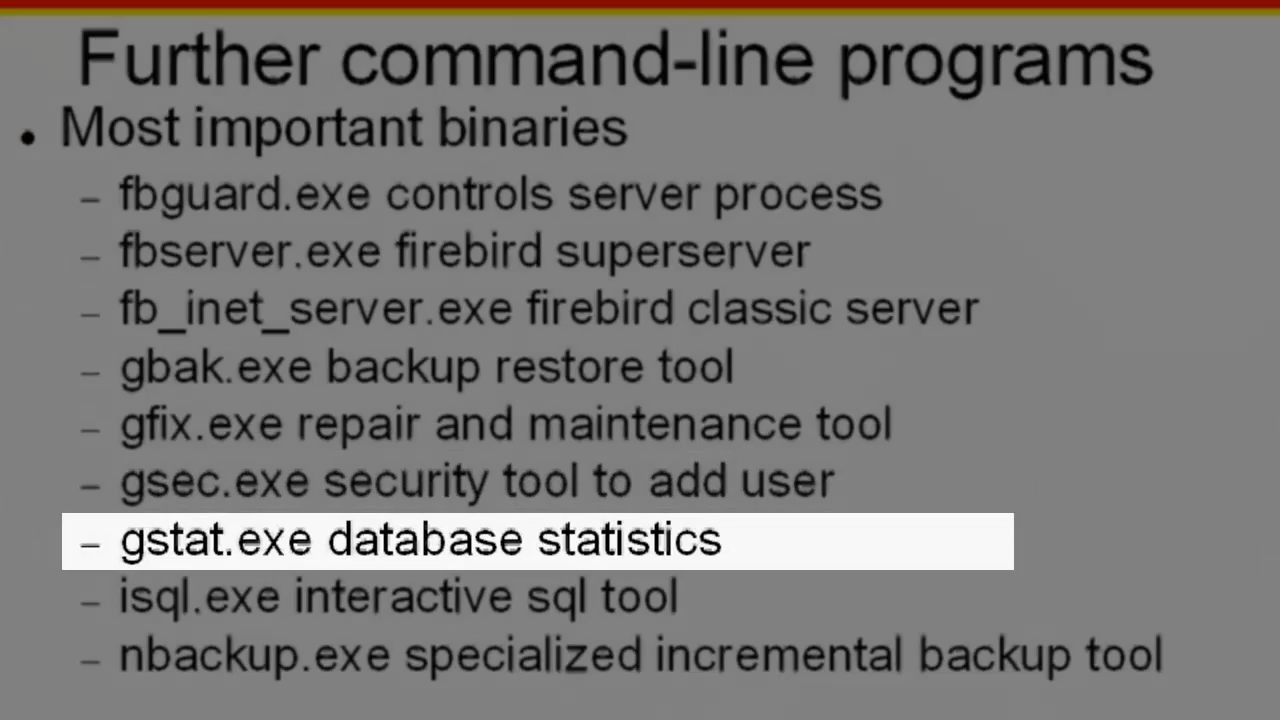 Further command-line programs
• Most important binaries
– fbguard.exe controls server process
– fbserver.exe firebird superserver
– fb_inet_server.exe firebird classic server
– gbak.exe backup restore tool
– gfix.exe repair and maintenance tool
– gsec.exe security tool to add user
– gstat.exe database statistics
– isql.exe interactive sql tool
– nbackup.exe specialized incremental backup tool